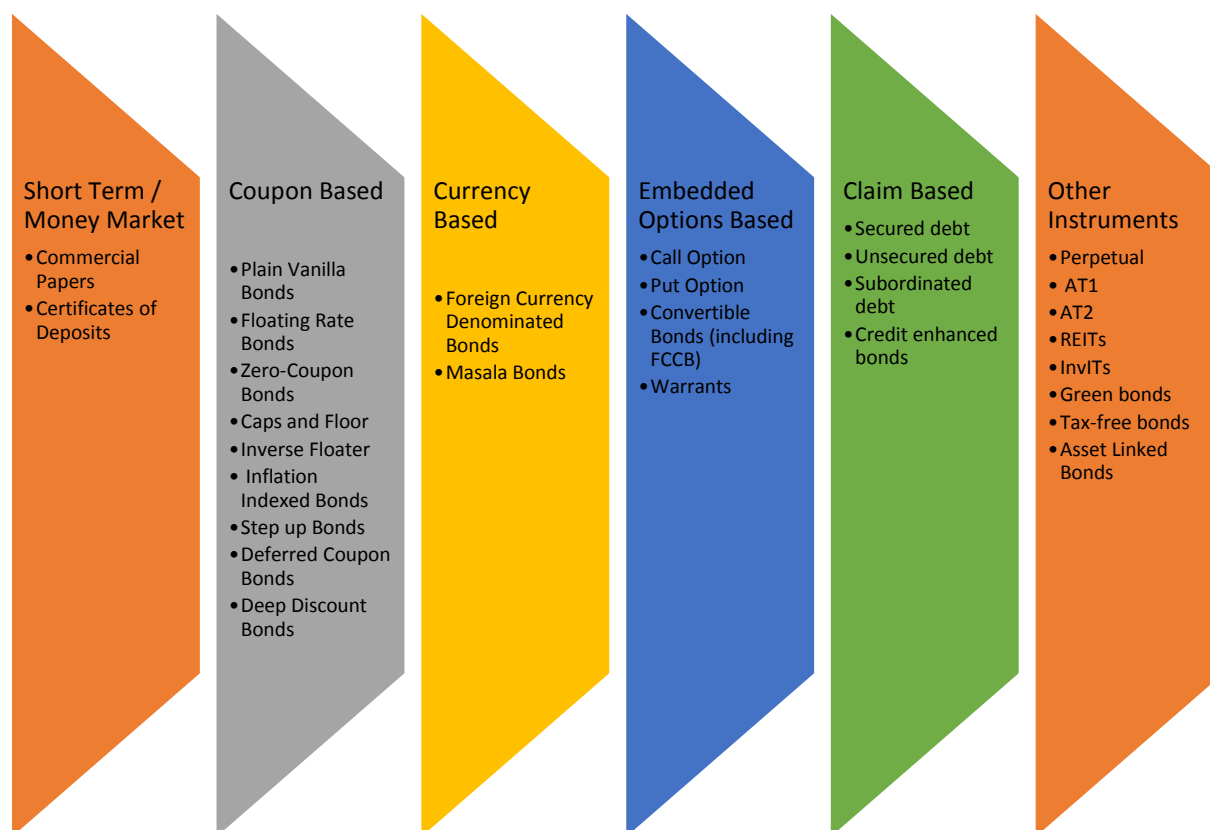 Short Term /
Money Market
•Commercial
Papers
•Certificates of
Deposits
Coupon Based
•Plain Vanilla
Bonds
•Floating Rate
Bonds
•Zero-Coupon
Bonds
•Caps and Floor
•Inverse Floater
• Inflation
Indexed Bonds
•Step up Bonds
•Deferred Coupon
Bonds
•Deep Discount
Bonds
Currency
Based
•Foreign Currency
Denominated
Bonds
•Masala Bonds
Embedded
Options Based
•Call Option
•Put Option
•Convertible
Bonds (including
FCCB)
•Warrants
Claim Based
•Secured debt
•Unsecured debt
•Subordinated
debt
•Credit enhanced
bonds
Other
Instruments
•Perpetual
• AT1
•AT2
•REITs
•InvITs
•Green bonds
•Tax-free bonds
•Asset Linked
Bonds